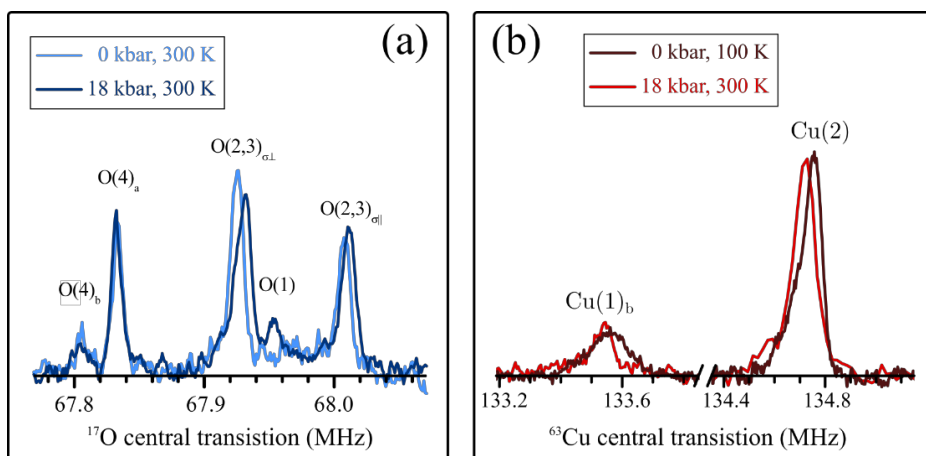 (a)
0 kbar, 300 K
18 kbar, 300 K
O(2,3)σ⊥
O(4)a
O(2,3)σ||
O(1)
O(4)b
67.8 67.9 68.0
17O central transistion (MHz)
(b)
0 kbar, 100 K
18 kbar, 300 K
Cu(2)
Cu(1)b
133.2 133.6 134.4 134.8
63Cu central transistion (MHz)